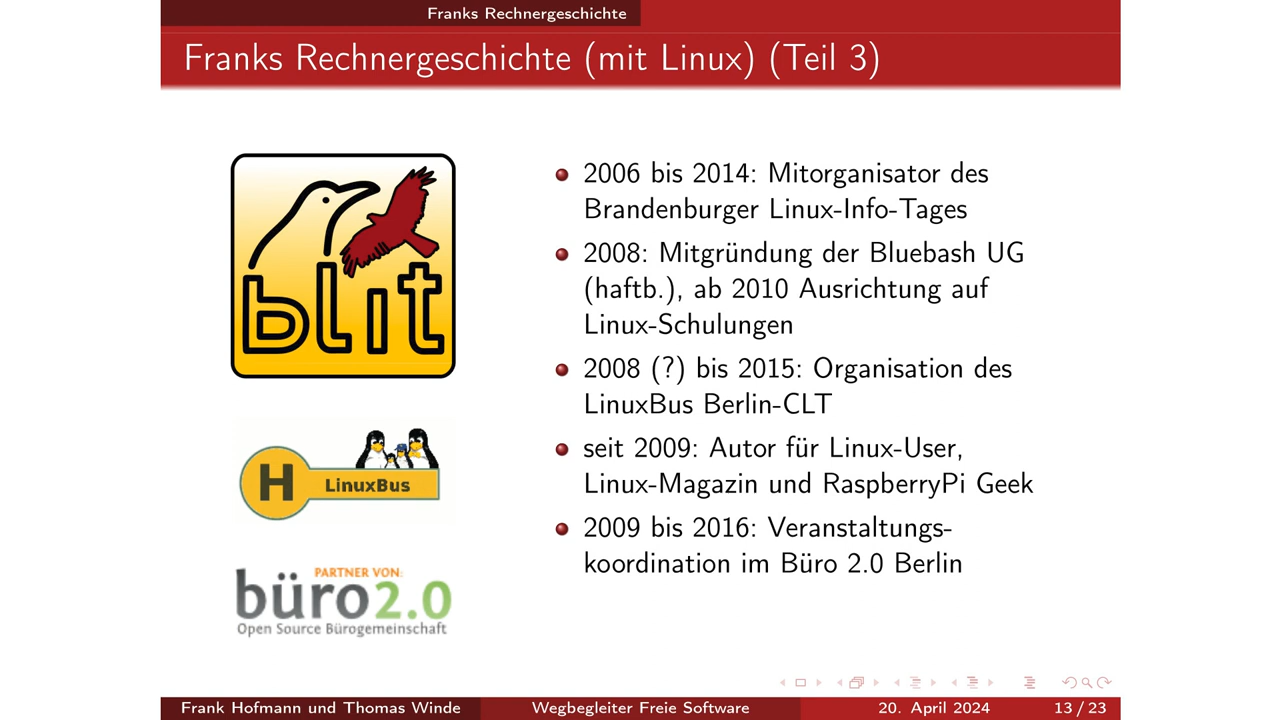 Franks Rechnergeschichte
Franks Rechnergeschichte (mit Linux) (Teil 3)
blit
H LinuxBus
PARTNER VON:
büro2.0
Open Source Bürogemeinschaft
2006 bis 2014: Mitorganisator des
Brandenburger Linux-Info-Tages
2008: Mitgründung der Bluebash UG
(haftb.), ab 2010 Ausrichtung auf
Linux-Schulungen
2008 (?) bis 2015: Organisation des
LinuxBus Berlin-CLT
seit 2009: Autor für Linux-User,
Linux-Magazin und RaspberryPi Geek
2009 bis 2016: Veranstaltungs-
koordination im Büro 2.0 Berlin
Frank Hofmann und Thomas Winde Wegbegleiter Freie Software 20. April 2024 13 / 23